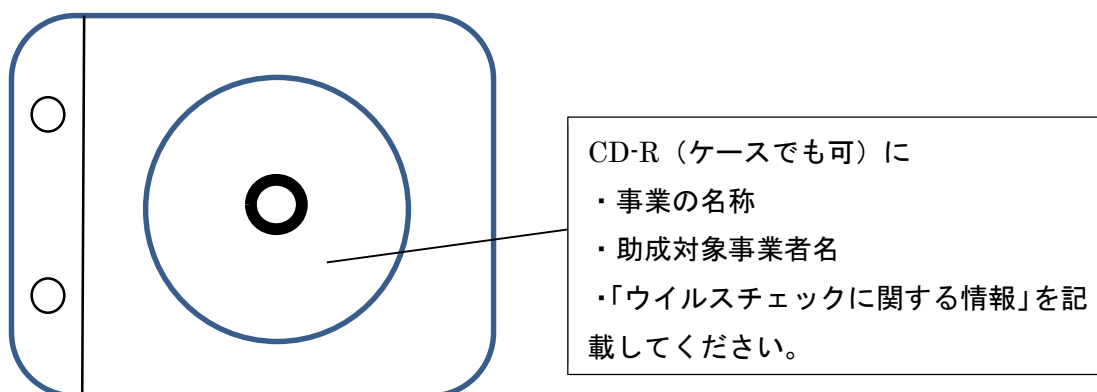 CD-R（ケースでも可）に
・事業の名称
・助成対象事業者名
・「ウイルスチェックに関する情報」を記
載してください。